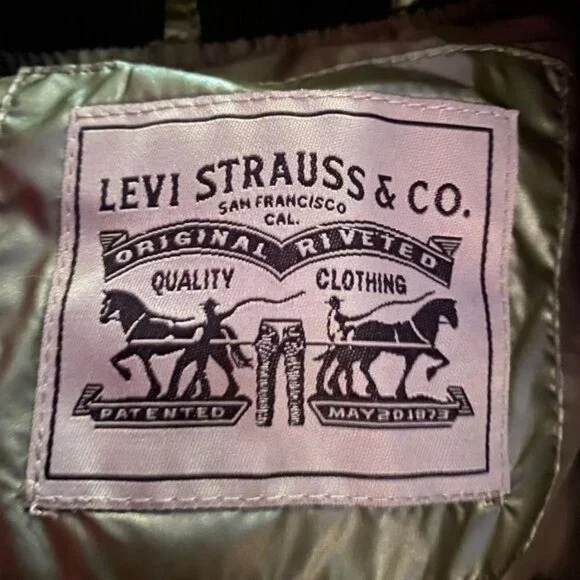 LEVI STRAUSS & CO.
SAN FRANCISCO
CAL.
ORIGINAL RIVETED
QUALITY CLOTHING
PATENTED MAY 20 1873